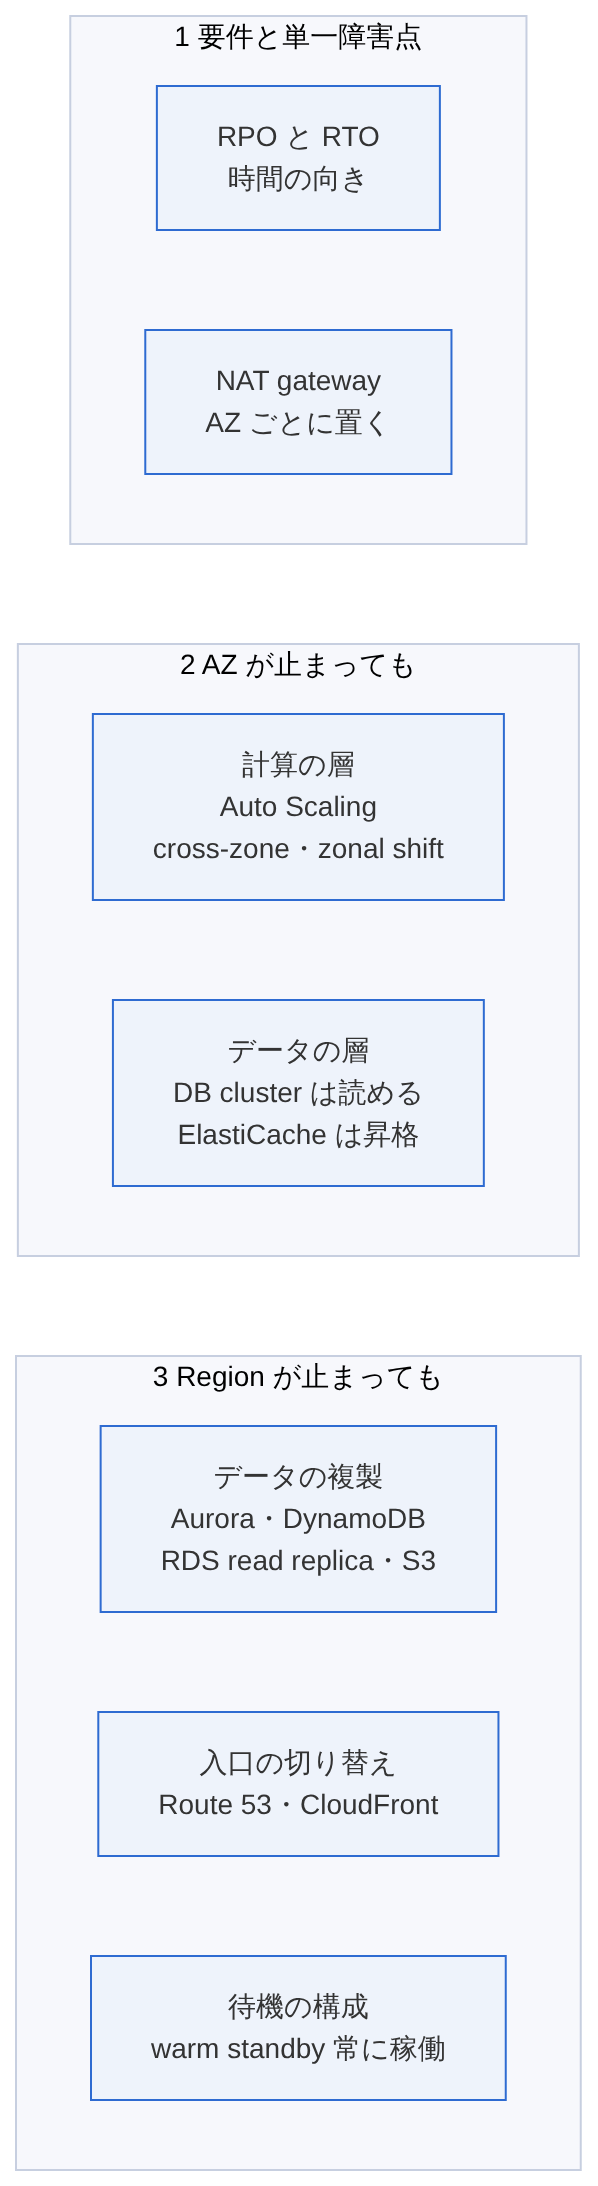 1 要件と単一障害点
RPO と RTO
時間の向き
NAT gateway
AZ ごとに置く
2 AZ が止まっても
計算の層
Auto Scaling
cross-zone・zonal shift
データの層
DB cluster は読める
ElastiCache は昇格
3 Region が止まっても
データの複製
Aurora・DynamoDB
RDS read replica・S3
入口の切り替え
Route 53・CloudFront
待機の構成
warm standby 常に稼働